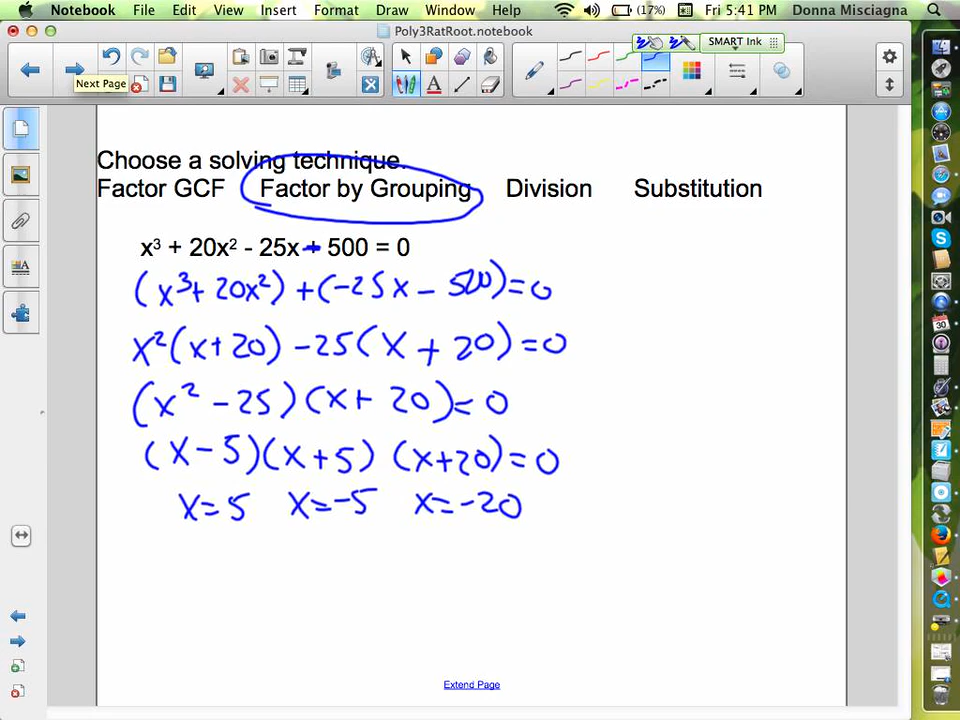 Notebook File Edit View Insert Format Draw Window Help (17%) Fri 5:41 PM Donna Misciagna
Poly3RatRoot.notebook
SMART Ink
Next Page
Choose a solving technique.
Factor GCF Factor by Grouping Division Substitution
x³ + 20x² - 25x - 500 = 0
(x³+ 20x²) +(-25x - 500)=0
x²(x+20) -25(x + 20)=0
(x² -25)(x+ 20)=0
(x-5)(x+5) (x+20)=0
x=5 x=-5 x=-20
Extend Page